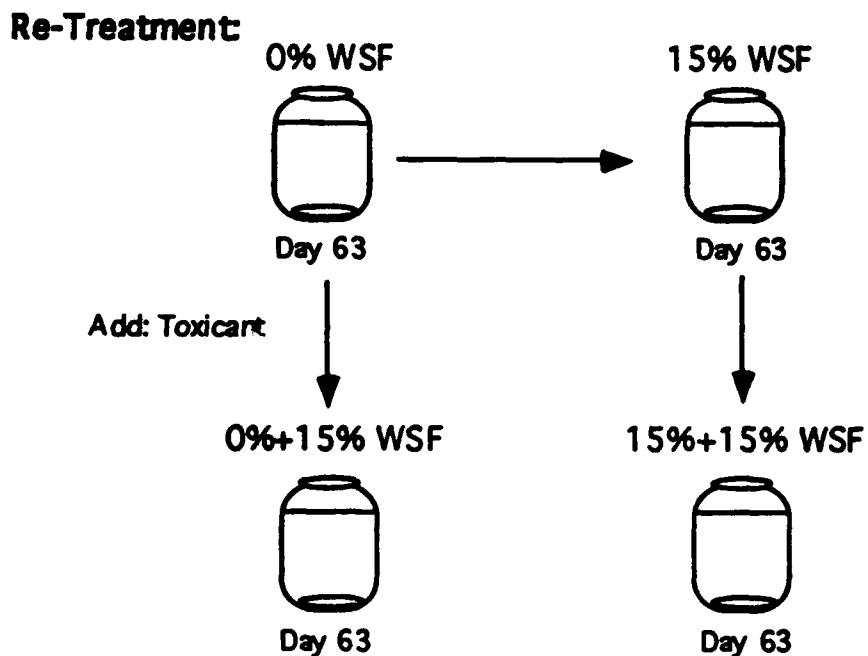 Re-Treatment:
0% WSF
15% WSF
Day 63
Day 63
Add: Toxicant
0%+15% WSF
15%+15% WSF
Day 63
Day 63